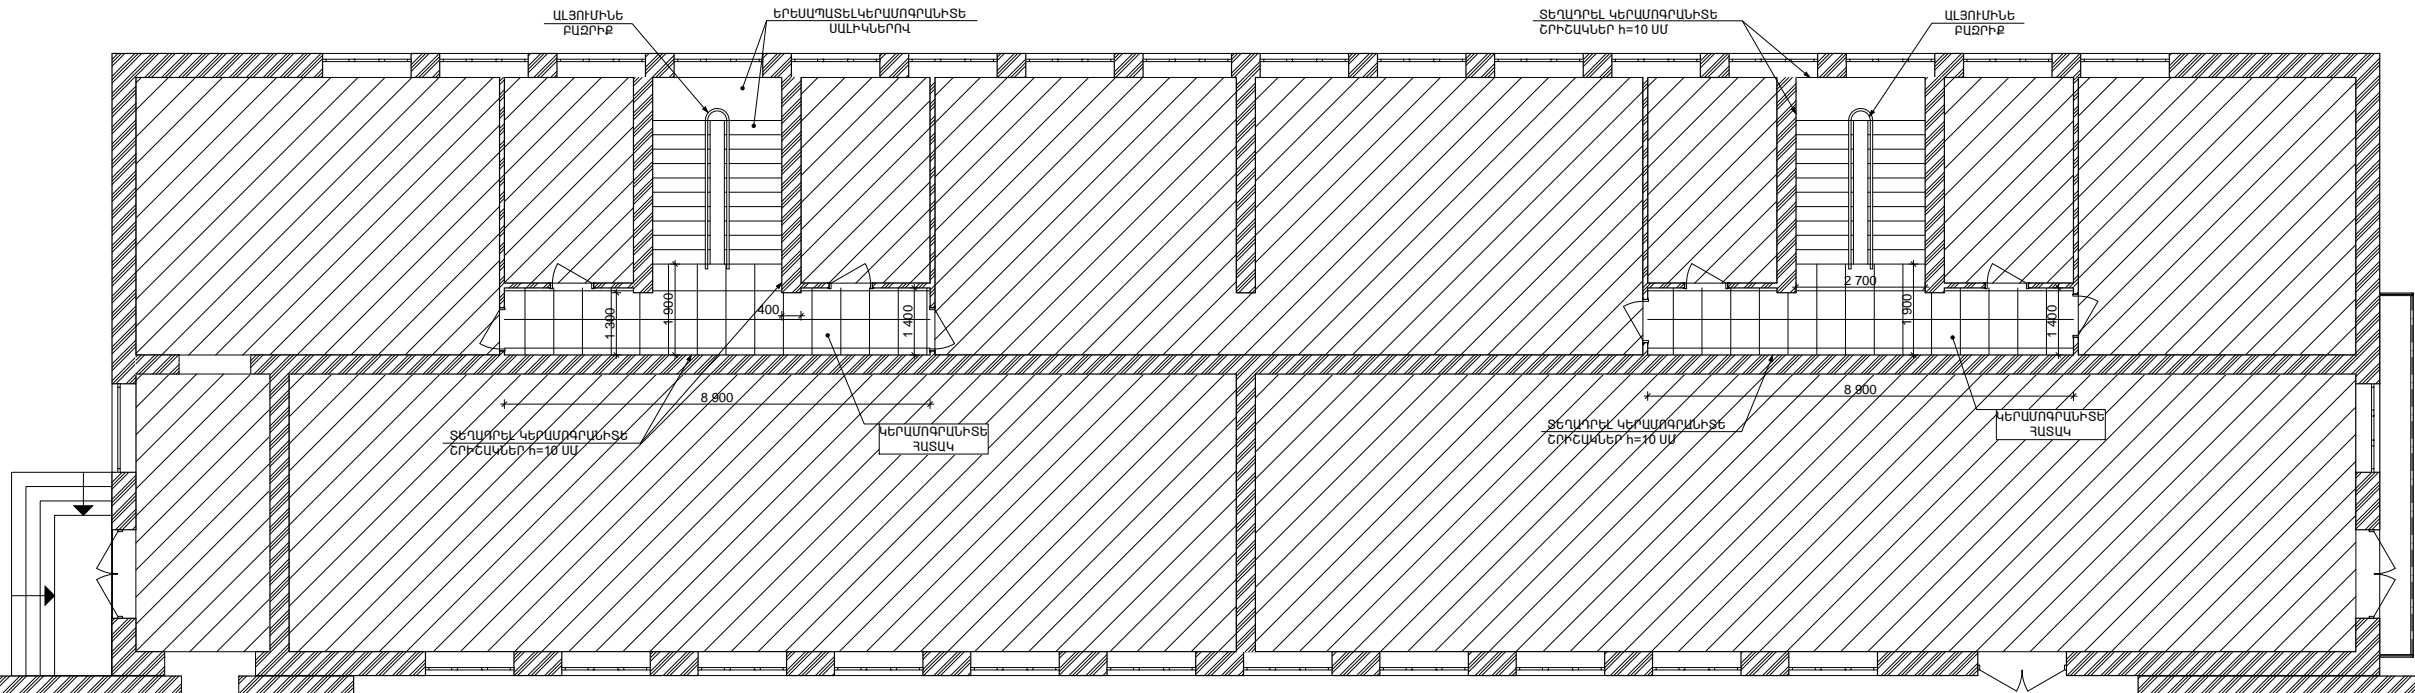 ԱԼՅՈՒՄԻՆԵ
ԲԱԶՐԻՔ
ԵՐԵՍՊԱՏԵԼԿԵՐԱՄՈԳՐԱՆԻՏԵ
ՍԱԼԻԿՆԵՐՈՎ
ՏԵՂԱԴՐԵԼ ԿԵՐԱՄՈԳՐԱՆԻՏԵ
ՇՐԻՇԱԿՆԵՐ h=10 ՍՄ
ԱԼՅՈՒՄԻՆԵ
ԲԱԶՐԻՔ
1 300
1 900
400
1 400
2 700
1 900
1 400
8 900
8 900
ՏԵՂԱԴՐԵԼ ԿԵՐԱՄՈԳՐԱՆԻՏԵ
ՇՐԻՇԱԿՆԵՐ h=10 ՍՄ
ԿԵՐԱՄՈԳՐԱՆԻՏԵ
ՀԱՏԱԿ
ՏԵՂԱԴՐԵԼ ԿԵՐԱՄՈԳՐԱՆԻՏԵ
ՇՐԻՇԱԿՆԵՐ h=10 ՍՄ
ԿԵՐԱՄՈԳՐԱՆԻՏԵ
ՀԱՏԱԿ